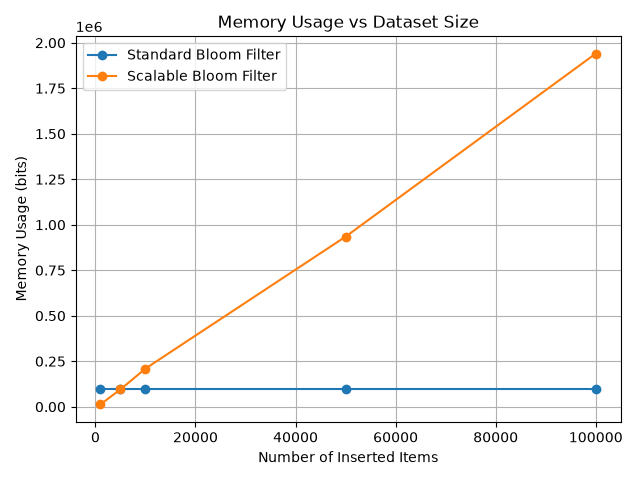 Memory Usage vs Dataset Size
1e6
2.00
1.75
1.50
1.25
1.00
0.75
0.50
0.25
0.00
Memory Usage (bits)
Standard Bloom Filter
Scalable Bloom Filter
0 20000 40000 60000 80000 100000
Number of Inserted Items